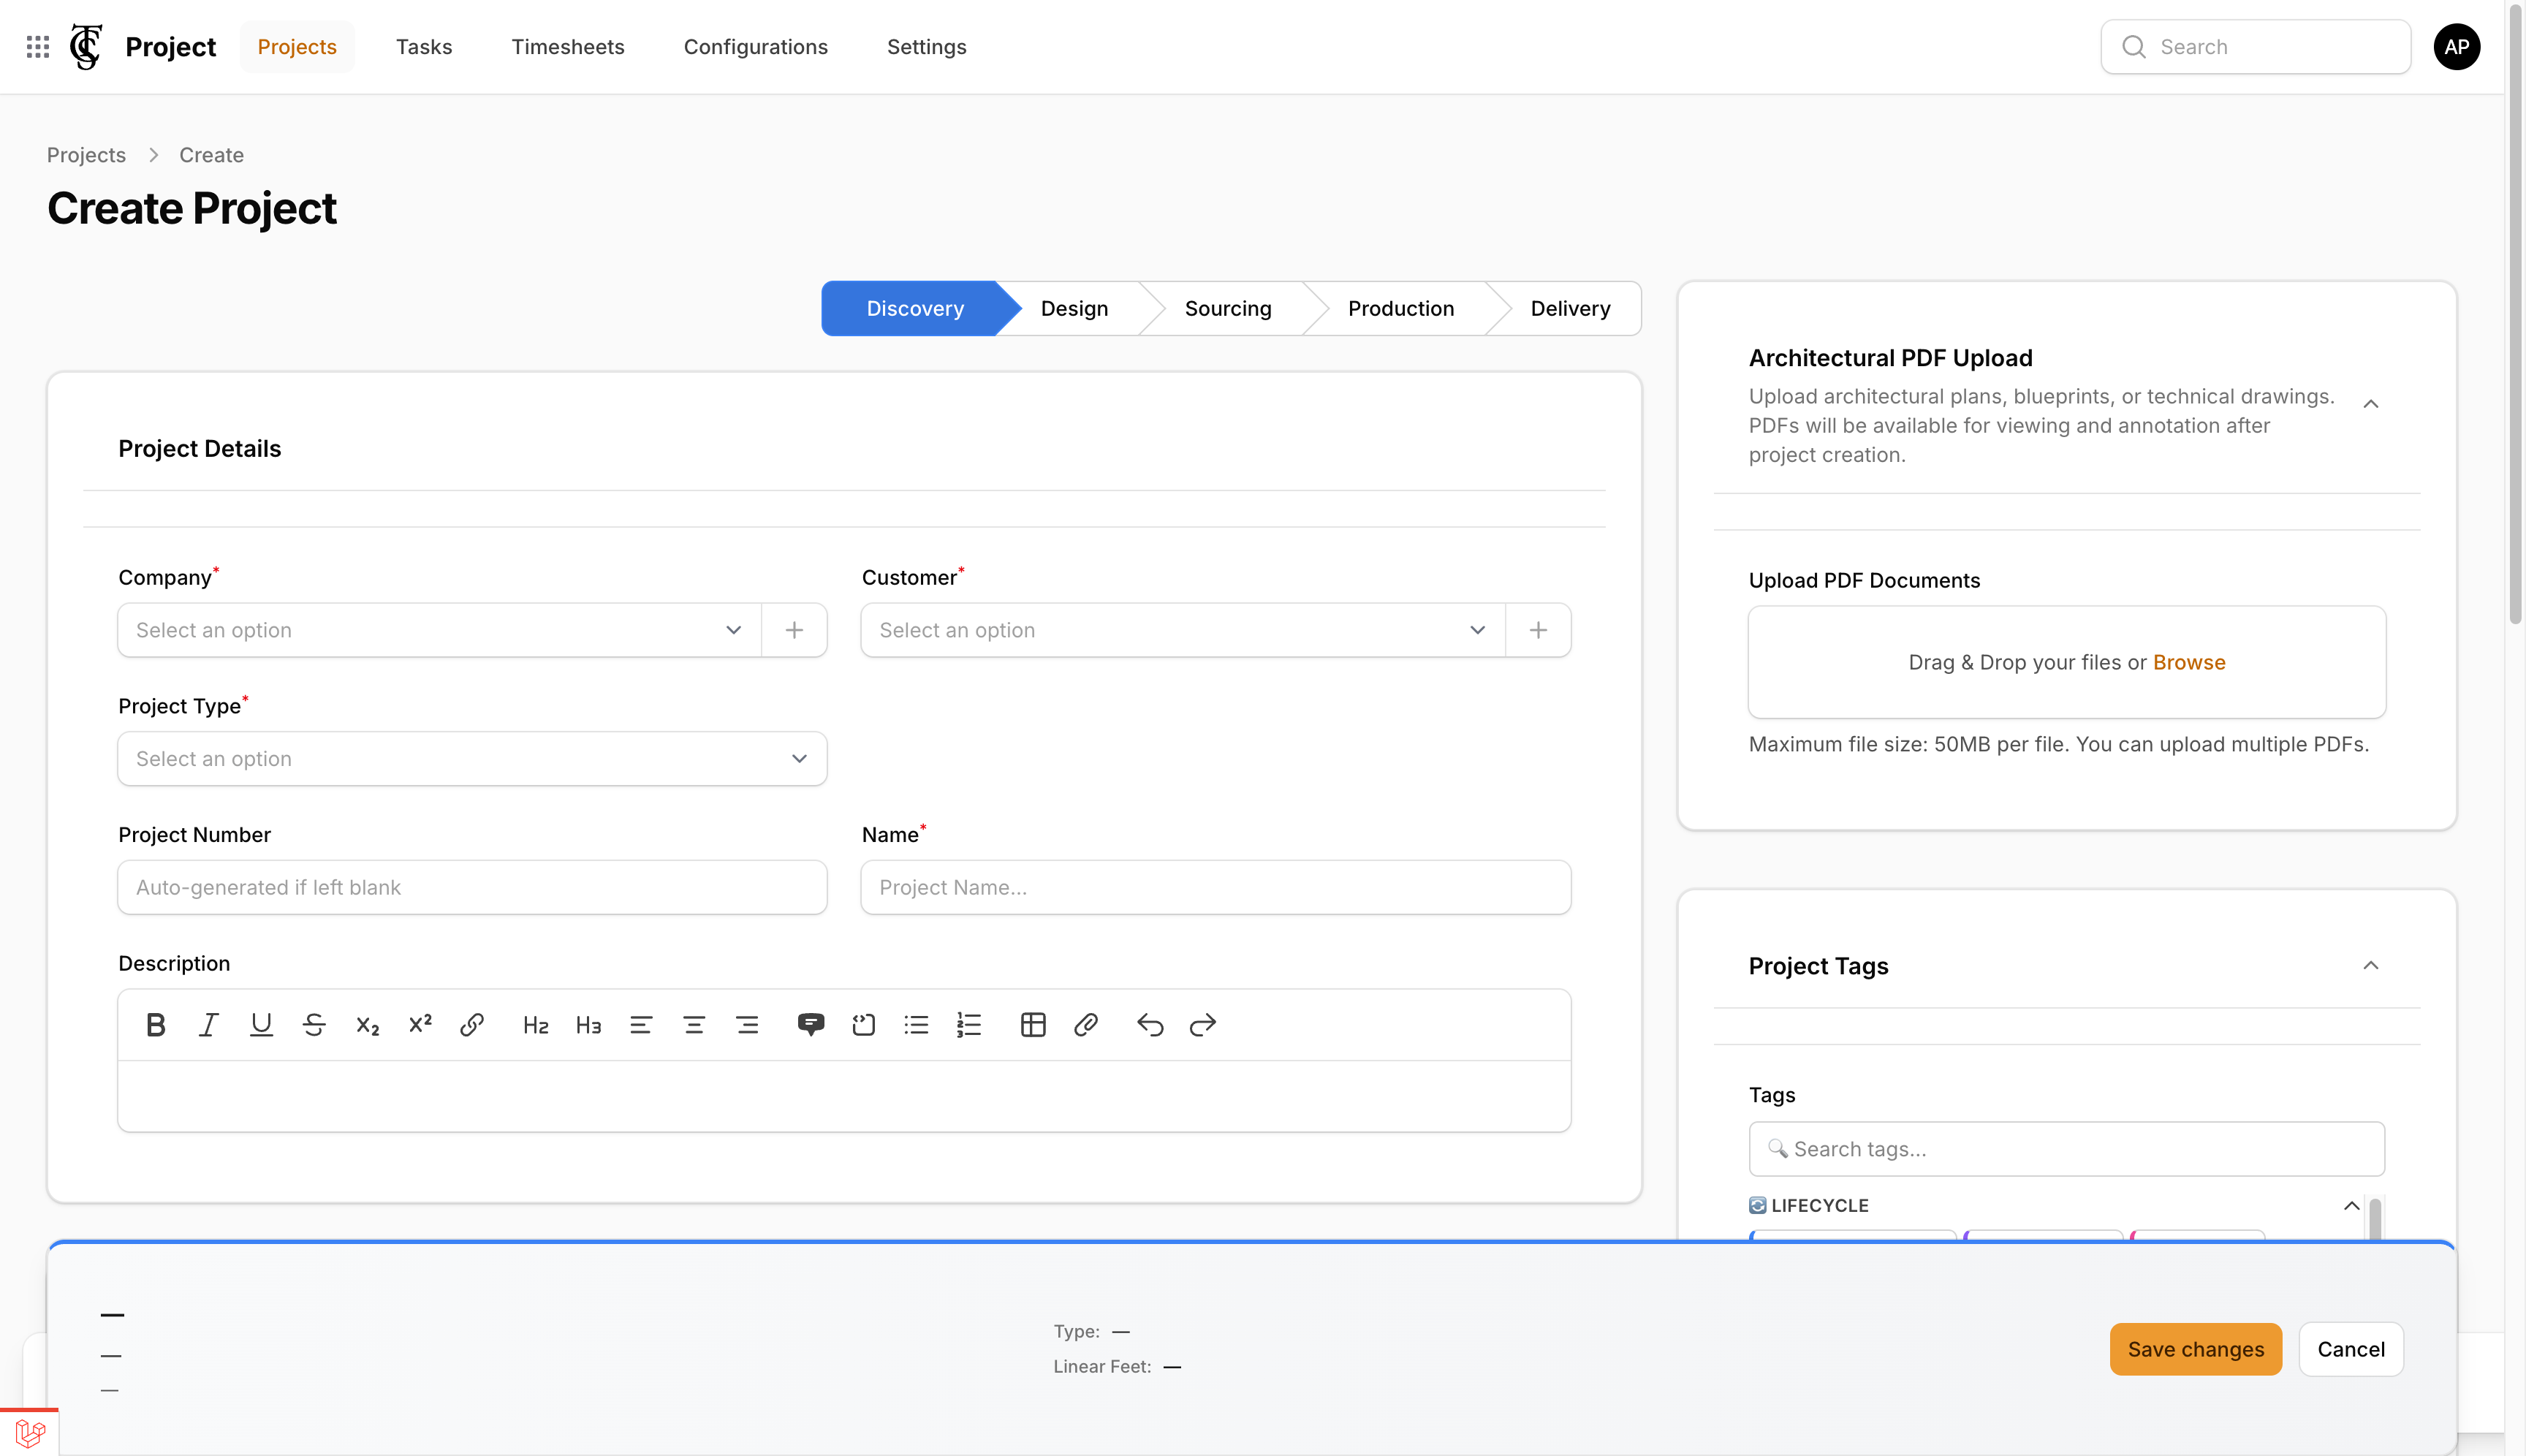 Project
Projects
Tasks
Timesheets
Configurations
Settings
Search
AP
Projects
Create
Create Project
Discovery
Design
Sourcing
Production
Delivery
Project Details
Company*
Customer*
Select an option
Select an option
Project Type*
Select an option
Project Number
Name*
Auto-generated if left blank
Project Name...
Description
Architectural PDF Upload
Upload architectural plans, blueprints, or technical drawings.
PDFs will be available for viewing and annotation after
project creation.
Upload PDF Documents
Drag & Drop your files or Browse
Maximum file size: 50MB per file. You can upload multiple PDFs.
Project Tags
Tags
🔍 Search tags...
🔄 LIFECYCLE
—
—
—
Type: —
Linear Feet: —
Save changes
Cancel